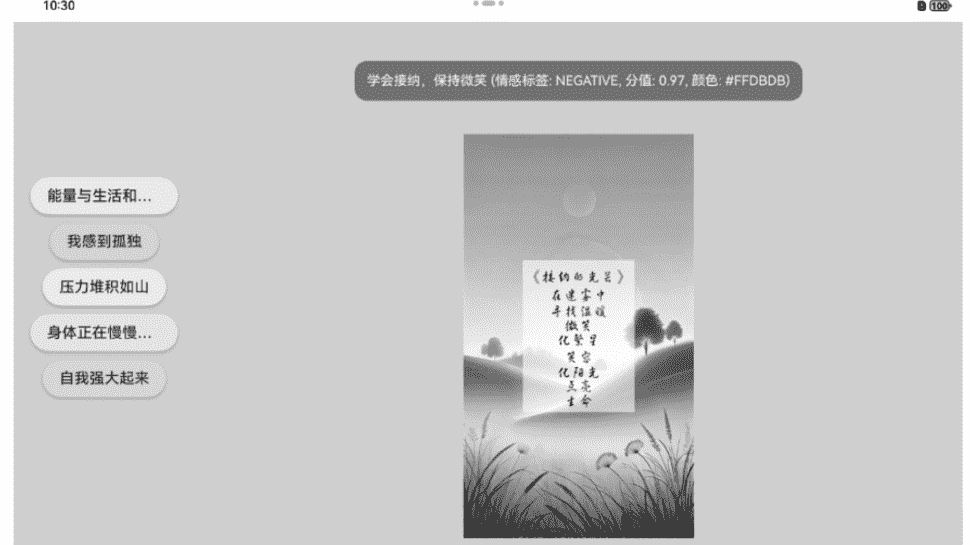 10:30
100
学会接纳，保持微笑 (情感标签: NEGATIVE, 分值: 0.97, 颜色: #FFDBDB)
能量与生活和...
我感到孤独
压力堆积如山
身体正在慢慢...
自我强大起来
《接纳的光芒》
在迷雾中
寻找温暖
微笑
化繁星
笑容
化阳光
点亮
生命